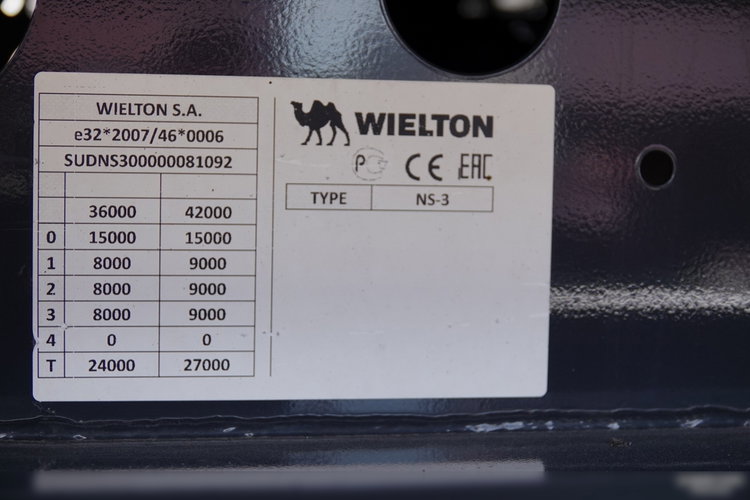 WIELTON S.A.
e32*2007/46*0006
SUDNS300000081092
36000 42000
0 15000 15000
1 8000 9000
2 8000 9000
3 8000 9000
4 0 0
T 24000 27000
WIELTON
PG CE EAC
TYPE NS-3